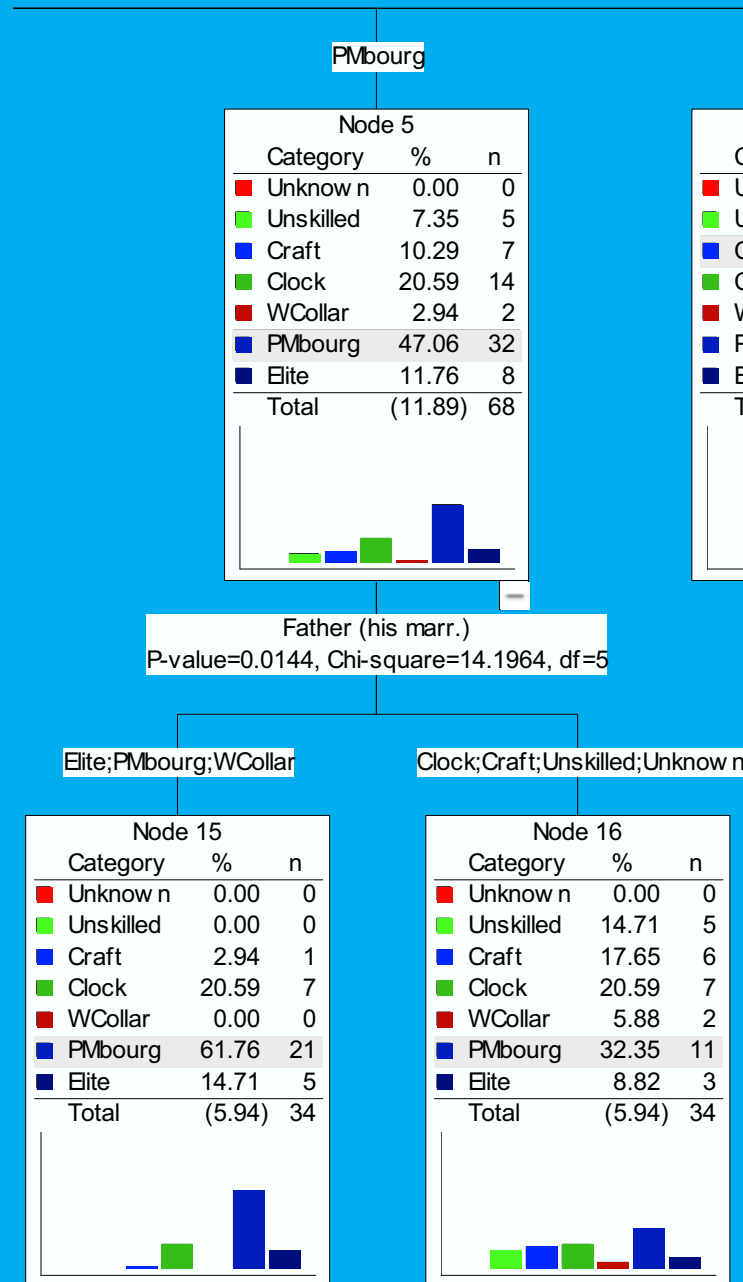 PMbourg
Node 5
Category % n
Unknown 0.00 0
Unskilled 7.35 5
Craft 10.29 7
Clock 20.59 14
WCollar 2.94 2
PMbourg 47.06 32
Elite 11.76 8
Total (11.89) 68
Father (his marr.)
P-value=0.0144, Chi-square=14.1964, df=5
Elite;PMbourg;WCollar
Clock;Craft;Unskilled;Unknown
Node 15
Category % n
Unknown 0.00 0
Unskilled 0.00 0
Craft 2.94 1
Clock 20.59 7
WCollar 0.00 0
PMbourg 61.76 21
Elite 14.71 5
Total (5.94) 34
Node 16
Category % n
Unknown 0.00 0
Unskilled 14.71 5
Craft 17.65 6
Clock 20.59 7
WCollar 5.88 2
PMbourg 32.35 11
Elite 8.82 3
Total (5.94) 34